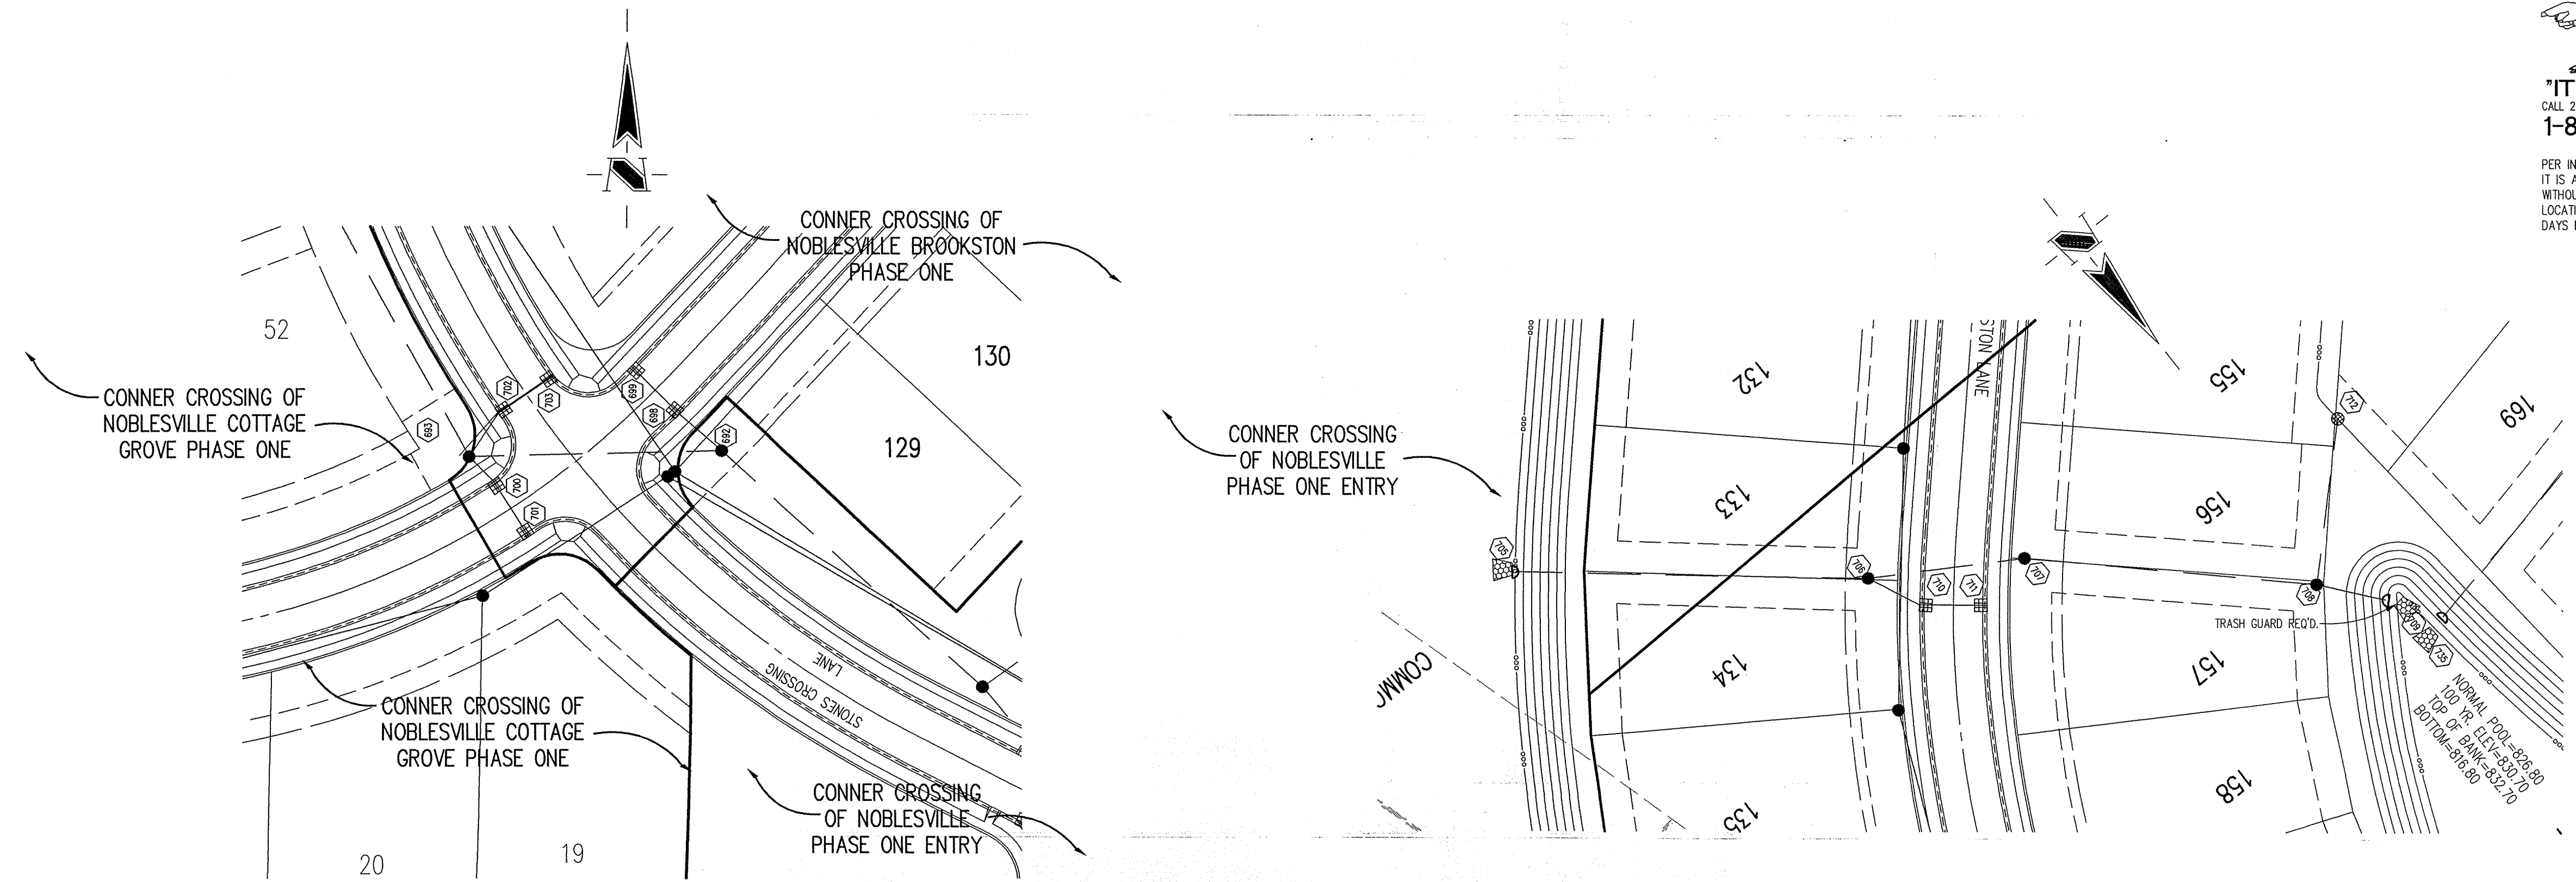 N
CONNER CROSSING OF
NOBLESVILLE BROOKSTON
PHASE ONE
52
130
CONNER CROSSING OF
NOBLESVILLE COTTAGE
GROVE PHASE ONE
129
702
703
699
698
692
693
700
701
STONES CROSSING
LANE
CONNER CROSSING OF
NOBLESVILLE COTTAGE
GROVE PHASE ONE
CONNER CROSSING
OF NOBLESVILLE
PHASE ONE ENTRY
20
19
N
CONNER CROSSING
OF NOBLESVILLE
PHASE ONE ENTRY
132
STON LANE
155
712
169
133
156
705
706
710
711
707
708
TRASH GUARD REQ'D.
709
735
134
157
COMMO
135
158
NORMAL POOL=826.80
100 YR. ELEV=830.70
TOP OF BANK=832.70
BOTTOM=816.80
"IT
CALL 2
1-8
PER IN
IT IS A
WITHOU
LOCATI
DAYS